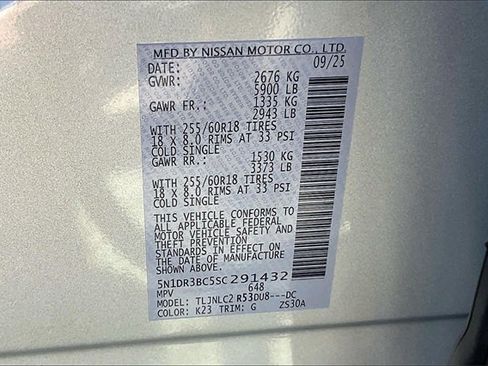 MFD BY NISSAN MOTOR CO., LTD.
DATE: 09/25
GVWR: 2676 KG
5900 LB
GAWR FR.: 1335 KG
2943 LB
WITH 255/60R18 TIRES
18 X 8.0 RIMS AT 33 PSI
COLD SINGLE
GAWR RR.: 1530 KG
3373 LB
WITH 255/60R18 TIRES
18 X 8.0 RIMS AT 33 PSI
COLD SINGLE
THIS VEHICLE CONFORMS TO
ALL APPLICABLE FEDERAL
MOTOR VEHICLE SAFETY AND
THEFT PREVENTION
STANDARDS IN EFFECT ON
THE DATE OF MANUFACTURE
SHOWN ABOVE.
5N1DR3BC5SC291432
MPV 648
MODEL: TLJNLC2 R53DU8---DC
COLOR: K23 TRIM: G ZS30A